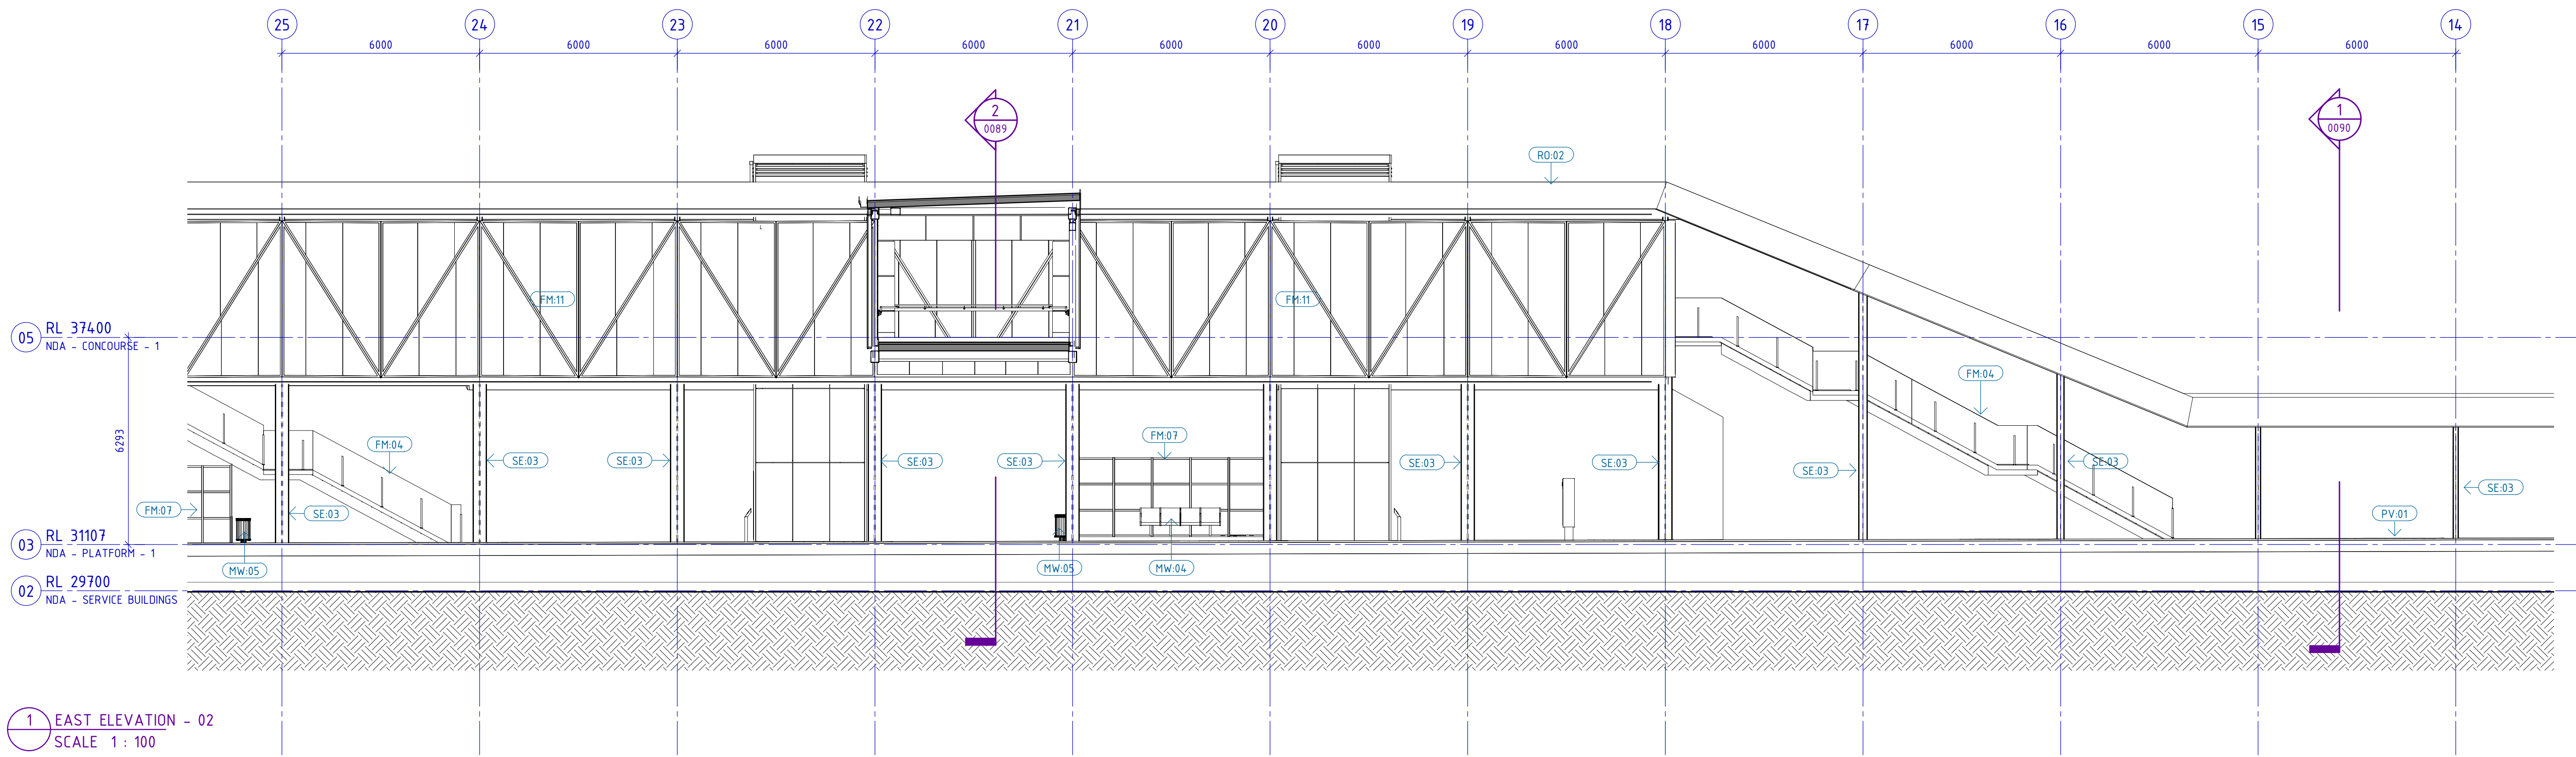 25 24 23 22 21 20 19 18 17 16 15 14
6000 6000 6000 6000 6000 6000 6000 6000 6000 6000 6000
2
0089
1
0090
RO:02
FM:11 FM:11
05 RL 37400
NDA - CONCOURSE - 1
FM:04
6293
FM:04
FM:07
SE:03 SE:03 SE:03 SE:03 SE:03 SE:03 SE:03 SE:03
SE:03
FM:07
SE:03
PV:01
03 RL 31107
NDA - PLATFORM - 1
MW:05 MW:05 MW:04
02 RL 29700
NDA - SERVICE BUILDINGS
1 EAST ELEVATION - 02
SCALE 1 : 100